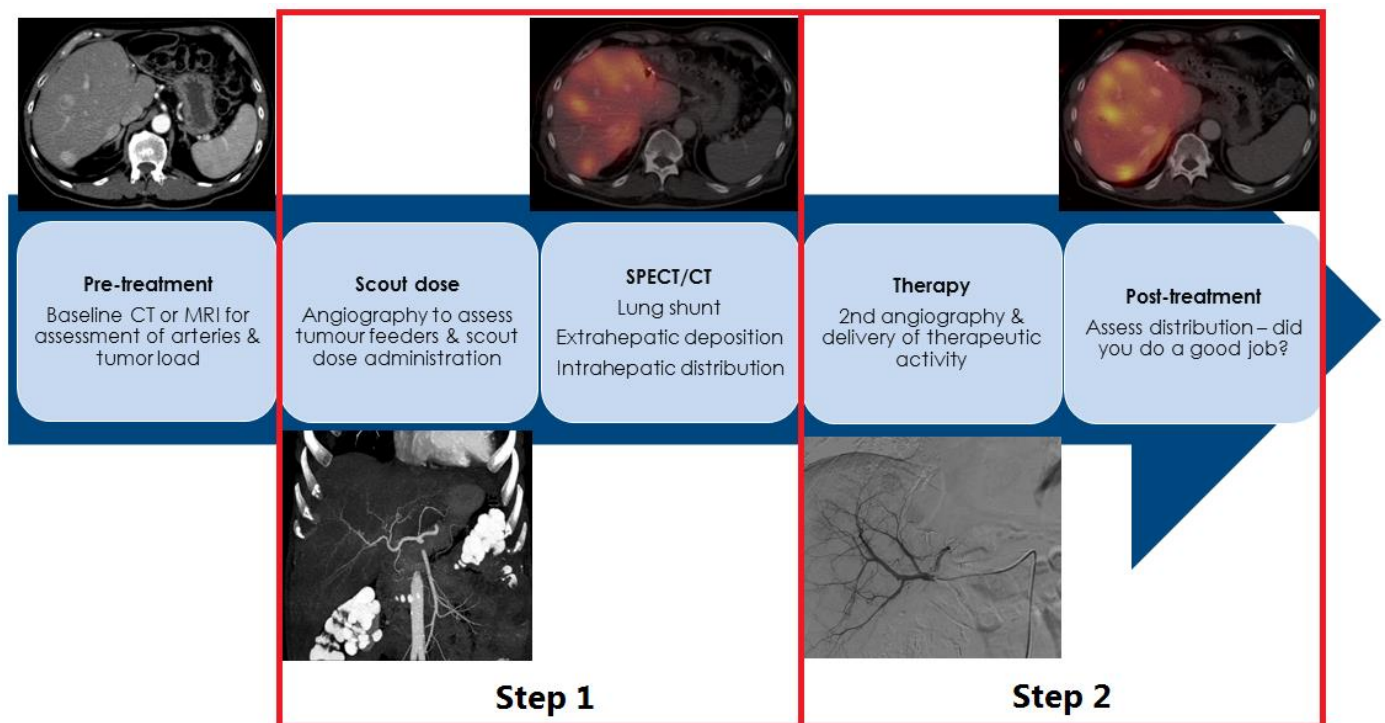 Pre-treatment
Baseline CT or MRI for
assessment of arteries &
tumor load
Scout dose
Angiography to assess
tumour feeders & scout
dose administration
SPECT/CT
Lung shunt
Extrahepatic deposition
Intrahepatic distribution
Therapy
2nd angiography &
delivery of therapeutic
activity
Post-treatment
Assess distribution – did
you do a good job?
Step 1
Step 2